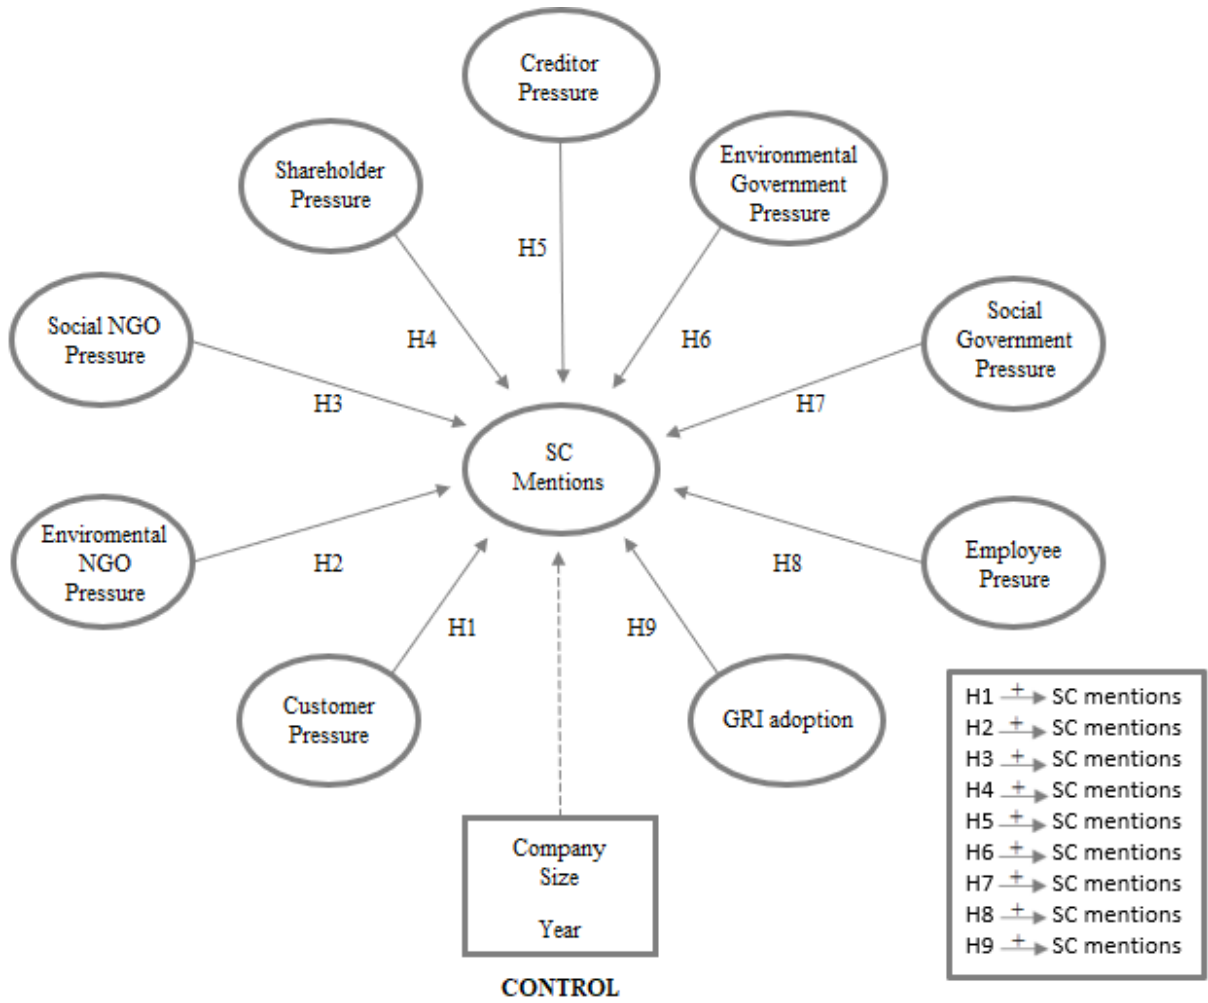 Creditor
Pressure
Shareholder
Pressure
Environmental
Government
Pressure
H5
Social NGO
Pressure
H4
H6
Social
Government
Pressure
H3
H7
SC
Mentions
Enviromental
NGO
Pressure
H2
H8
Employee
Presure
H1
H9
Customer
Pressure
GRI adoption
Company
Size
Year
CONTROL
H1 + SC mentions
H2 + SC mentions
H3 + SC mentions
H4 + SC mentions
H5 + SC mentions
H6 + SC mentions
H7 + SC mentions
H8 + SC mentions
H9 + SC mentions